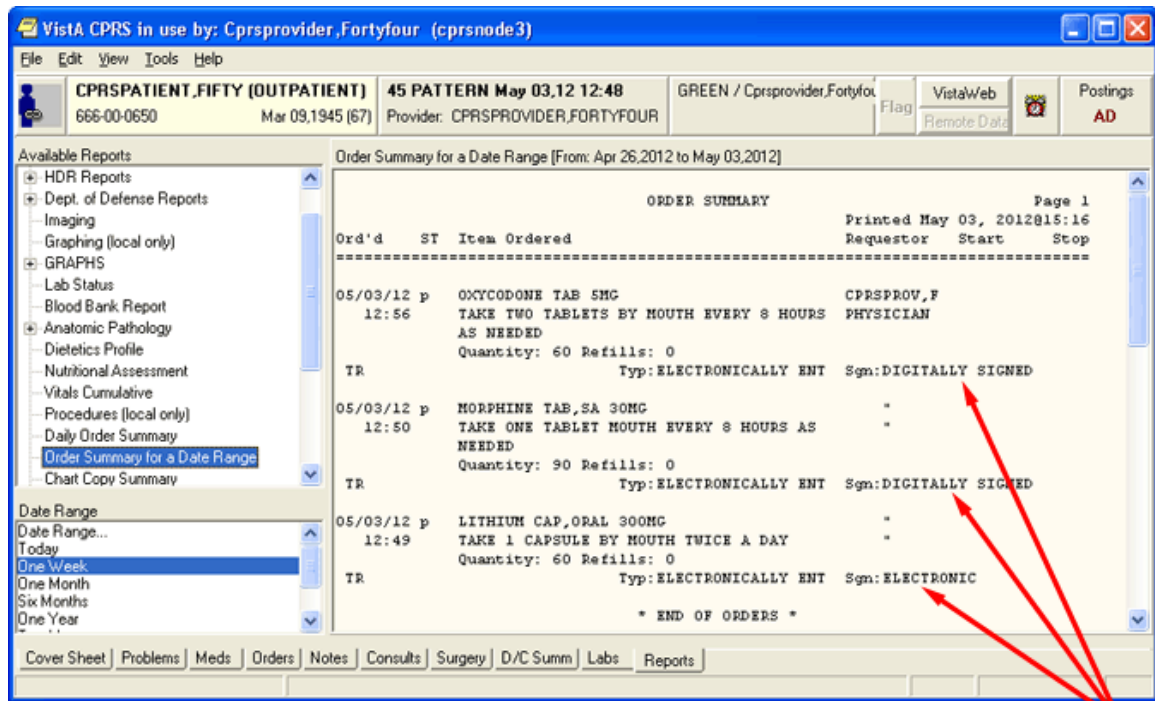 VistA CPRS in use by: Cprsprovider,Fortyfour (cprsnode3)
File Edit View Tools Help
CPRSPATIENT,FIFTY (OUTPATIENT) 45 PATTERN May 03,12 12:48 GREEN / Cprsprovider,Fortyfou Flag VistaWeb Postings
666-00-0650 Mar 09,1945 (67) Provider: CPRSPROVIDER,FORTYFOUR Remote Data AD
Available Reports
HDR Reports
Dept. of Defense Reports
Imaging
Graphing (local only)
GRAPHS
Lab Status
Blood Bank Report
Anatomic Pathology
Dietetics Profile
Nutritional Assessment
Vitals Cumulative
Procedures (local only)
Daily Order Summary
Order Summary for a Date Range
Chart Copy Summary
Date Range
Date Range...
Today
One Week
One Month
Six Months
One Year
Order Summary for a Date Range [From: Apr 26,2012 to May 03,2012]
ORDER SUMMARY Page 1
Printed May 03, 2012@15:16
Ord'd ST Item Ordered Requestor Start Stop
05/03/12 p OXYCODONE TAB 5MG CPRSPROV,F
12:56 TAKE TWO TABLETS BY MOUTH EVERY 8 HOURS PHYSICIAN
AS NEEDED
Quantity: 60 Refills: 0
TR Typ:ELECTRONICALLY ENT Sgn:DIGITALLY SIGNED
05/03/12 p MORPHINE TAB,SA 30MG "
12:50 TAKE ONE TABLET MOUTH EVERY 8 HOURS AS "
NEEDED
Quantity: 90 Refills: 0
TR Typ:ELECTRONICALLY ENT Sgn:DIGITALLY SIGNED
05/03/12 p LITHIUM CAP,ORAL 300MG "
12:49 TAKE 1 CAPSULE BY MOUTH TWICE A DAY "
Quantity: 60 Refills: 0
TR Typ:ELECTRONICALLY ENT Sgn:ELECTRONIC
* END OF ORDERS *
Cover Sheet Problems Meds Orders Notes Consults Surgery D/C Summ Labs Reports